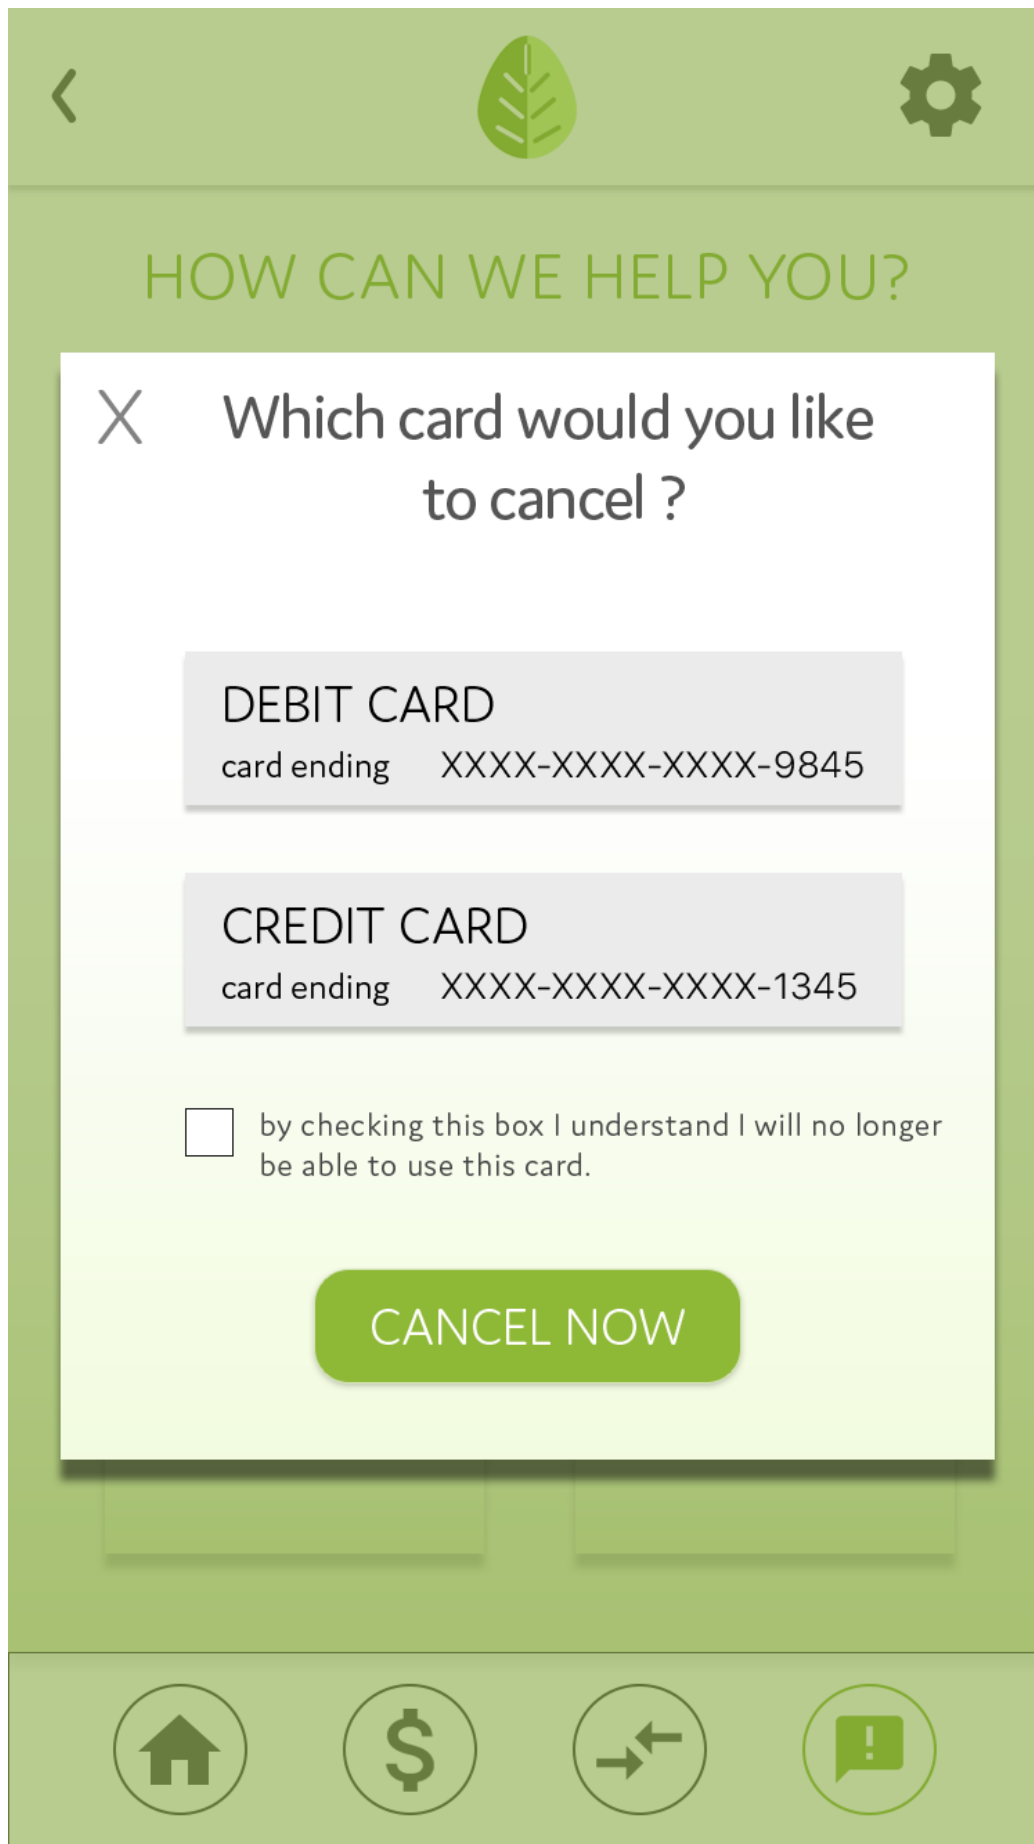 HOW CAN WE HELP YOU?
X
Which card would you like
to cancel ?
DEBIT CARD
card ending XXXX-XXXX-XXXX-9845
CREDIT CARD
card ending XXXX-XXXX-XXXX-1345
by checking this box I understand I will no longer
be able to use this card.
CANCEL NOW